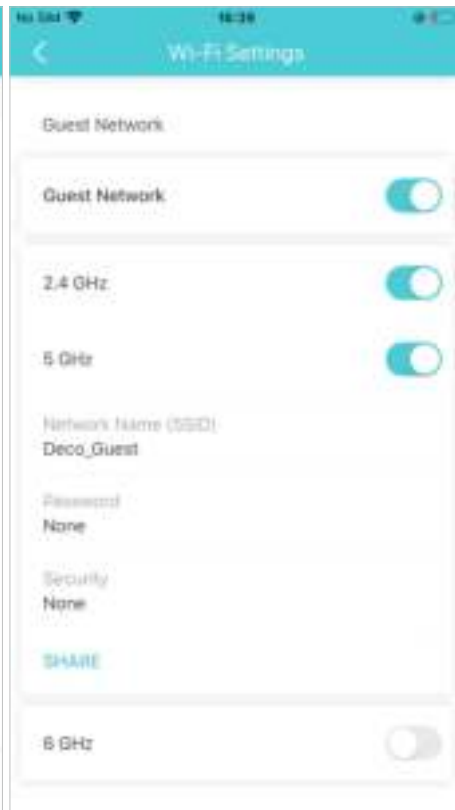 No SIM 16:39
Wi-Fi Settings
Guest Network
Guest Network
2.4 GHz
5 GHz
Network Name (SSID)
Deco_Guest
Password
None
Security
None
SHARE
6 GHz